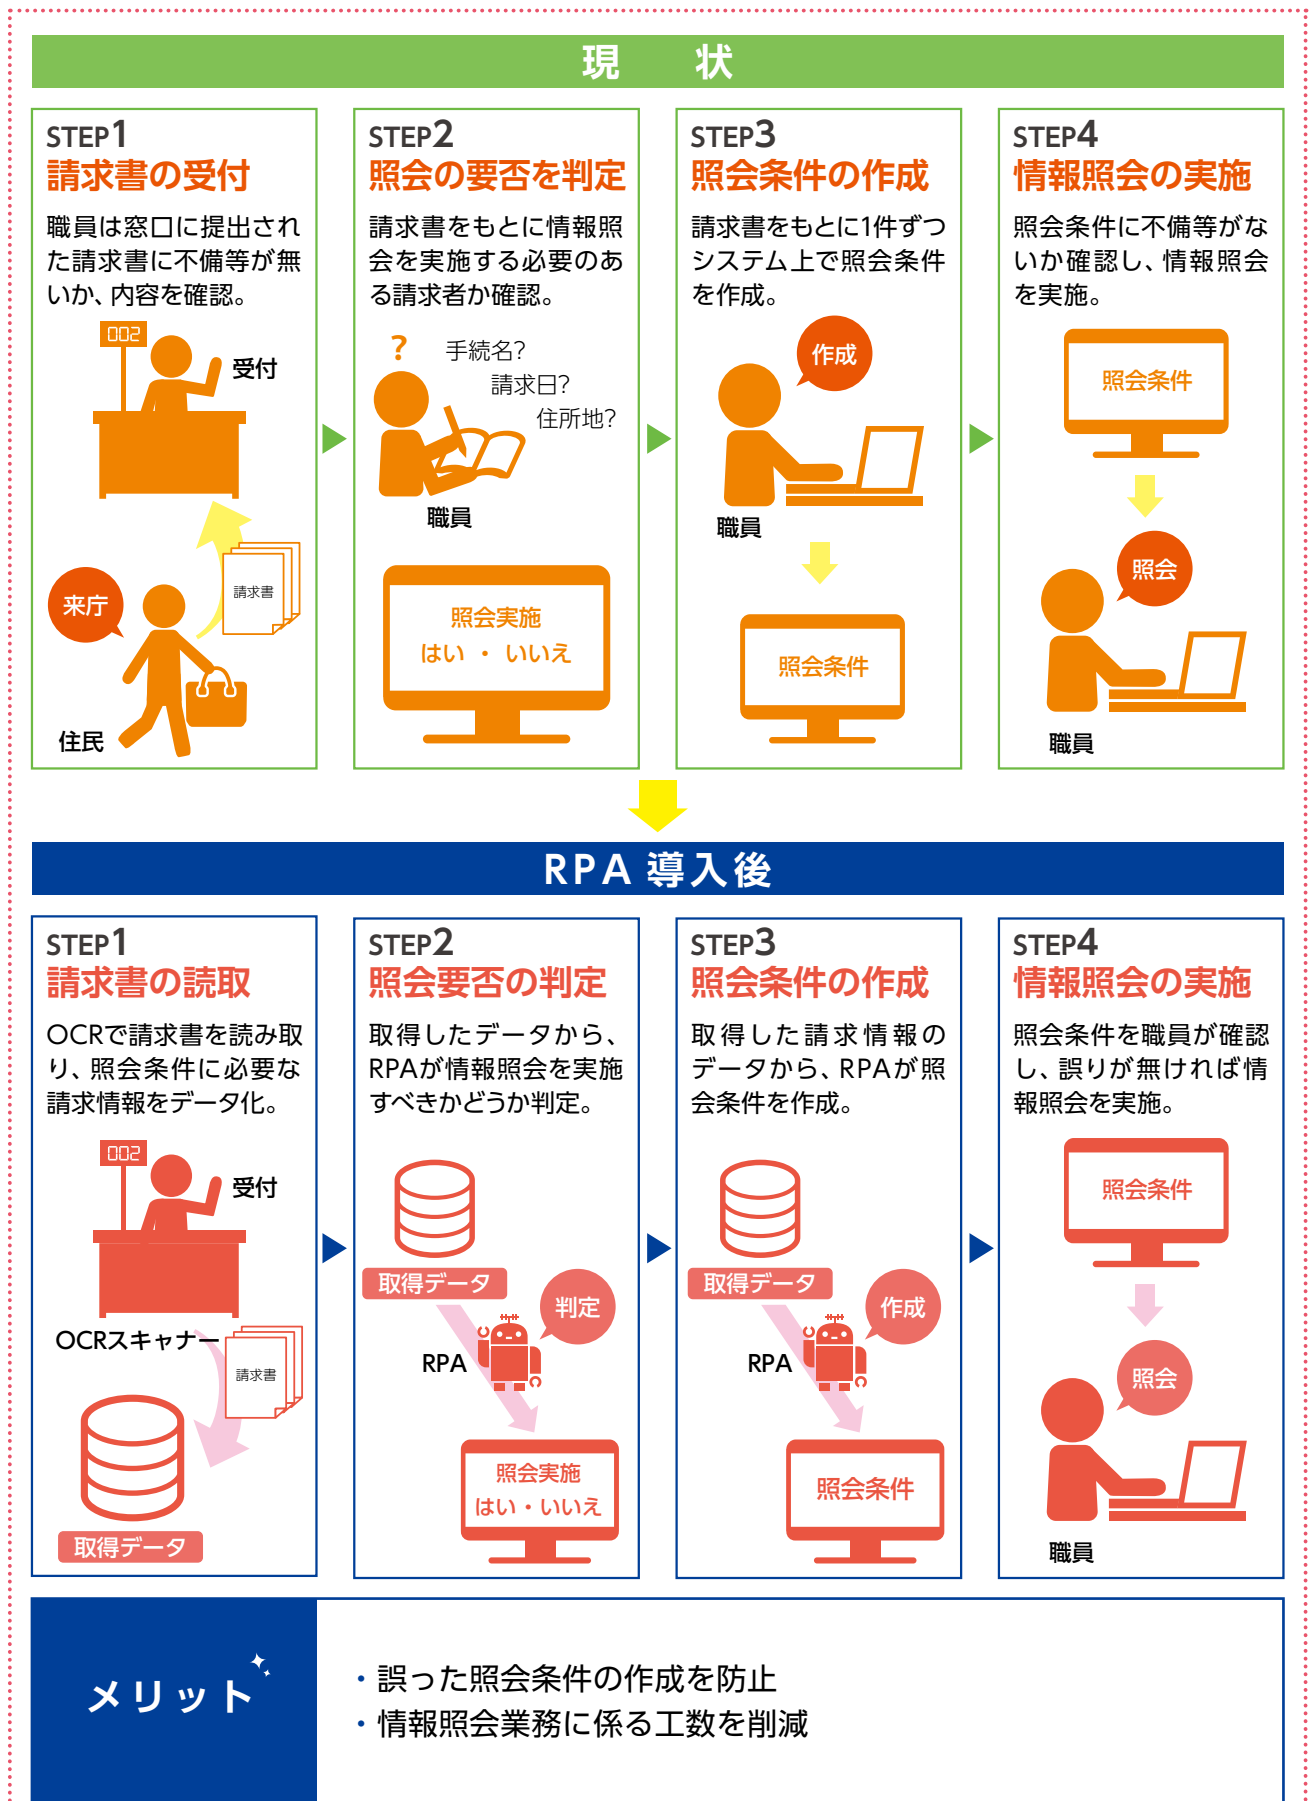 現 状
STEP1
請求書の受付
職員は窓口に提出され
た請求書に不備等が無
いか、内容を確認。
002
受付
請求書
来庁
住民
STEP2
照会の要否を判定
請求書をもとに情報照
会を実施する必要のあ
る請求者か確認。
?
手続名?
請求日?
住所地?
職員
照会実施
はい ・ いいえ
STEP3
照会条件の作成
請求書をもとに1件ずつ
システム上で照会条件
を作成。
作成
職員
照会条件
STEP4
情報照会の実施
照会条件に不備等がな
いか確認し、情報照会
を実施。
照会条件
照会
職員
RPA 導入後
STEP1
請求書の読取
OCRで請求書を読み取
り、照会条件に必要な
請求情報をデータ化。
002
受付
OCRスキャナー
請求書
取得データ
STEP2
照会要否の判定
取得したデータから、
RPAが情報照会を実施
すべきかどうか判定。
取得データ
判定
RPA
照会実施
はい・いいえ
STEP3
照会条件の作成
取得した請求情報の
データから、RPAが照
会条件を作成。
取得データ
作成
RPA
照会条件
STEP4
情報照会の実施
照会条件を職員が確認
し、誤りが無ければ情
報照会を実施。
照会条件
照会
職員
メリット
・誤った照会条件の作成を防止
・情報照会業務に係る工数を削減